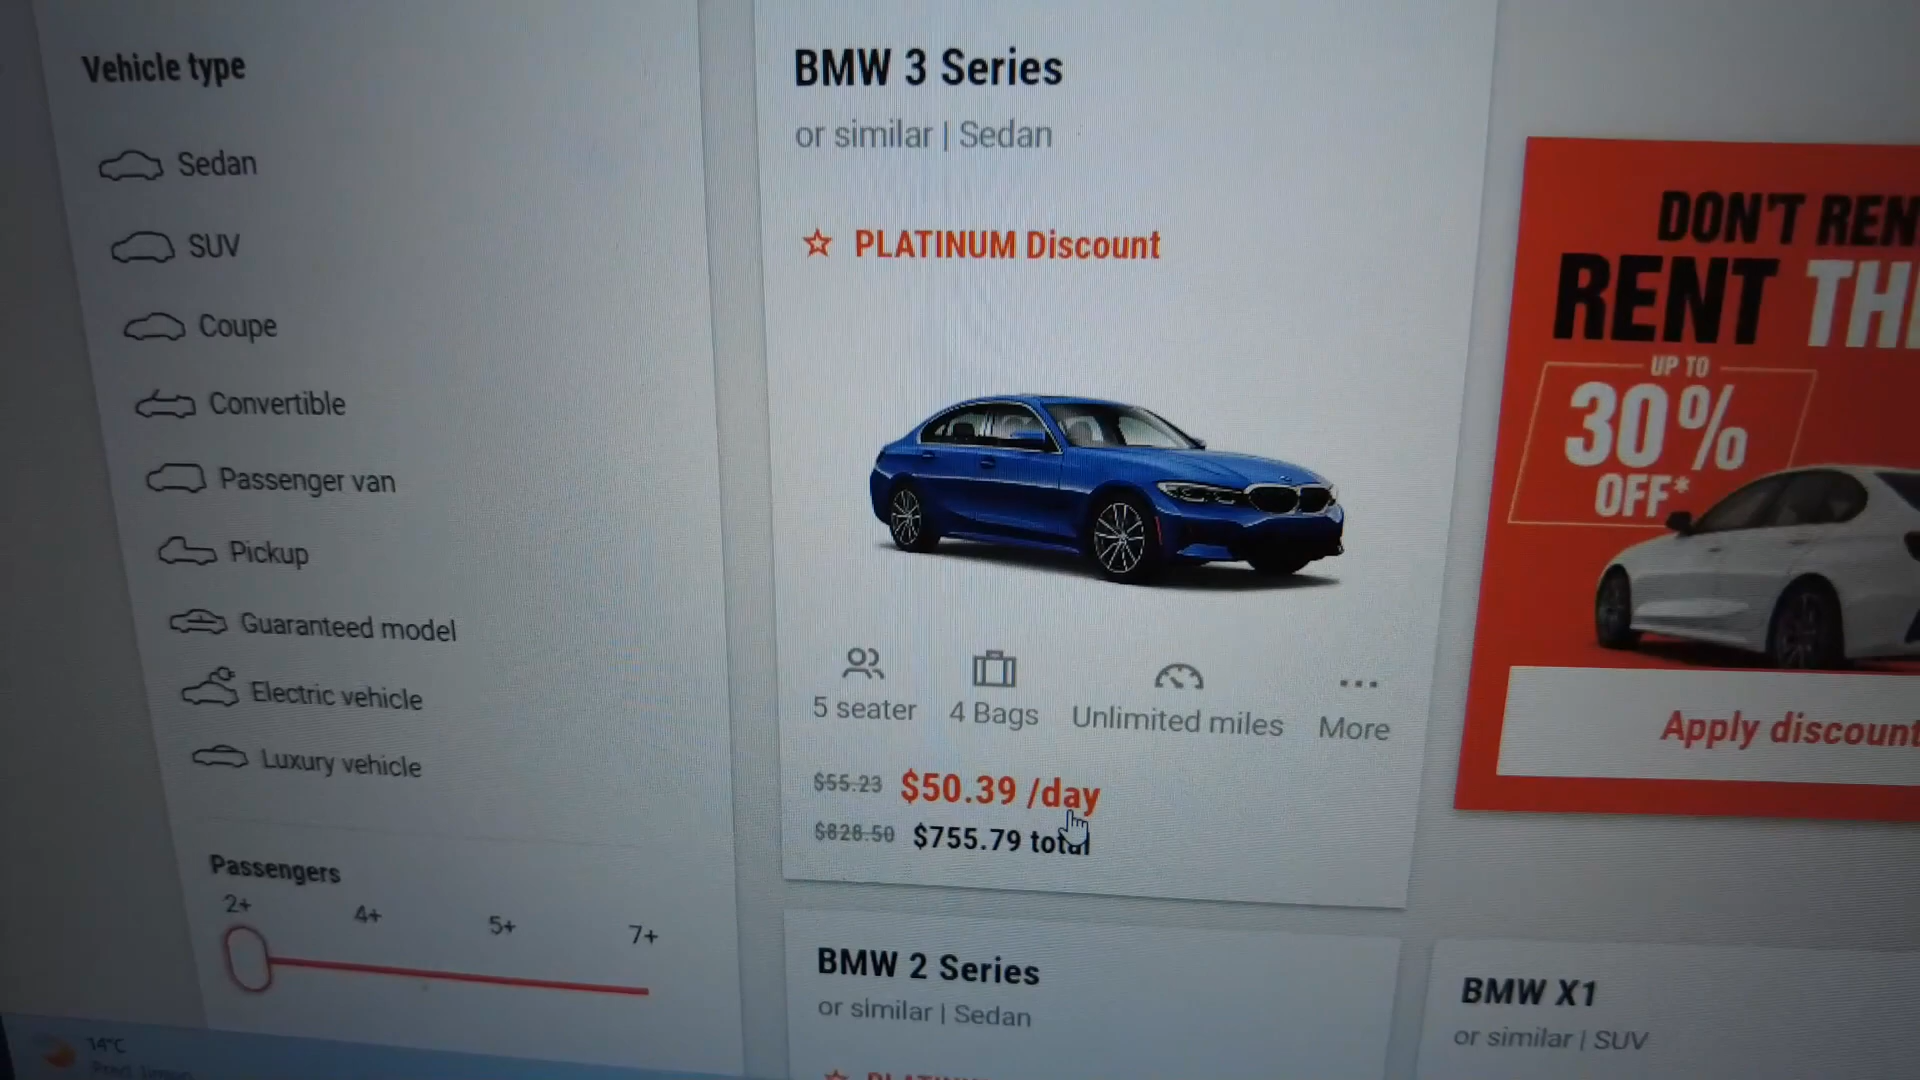 Vehicle type
Sedan
SUV
Coupe
Convertible
Passenger van
Pickup
Guaranteed model
Electric vehicle
Luxury vehicle
Passengers
2+ 4+ 5+ 7+
14°C
BMW 3 Series
or similar | Sedan
PLATINUM Discount
5 seater
4 Bags
Unlimited miles
More
$55.23 $50.39 /day
$828.50 $755.79 total
BMW 2 Series
or similar | Sedan
BMW X1
or similar | SUV
DON'T REN
RENT TH
UP TO
30%
OFF*
Apply discount